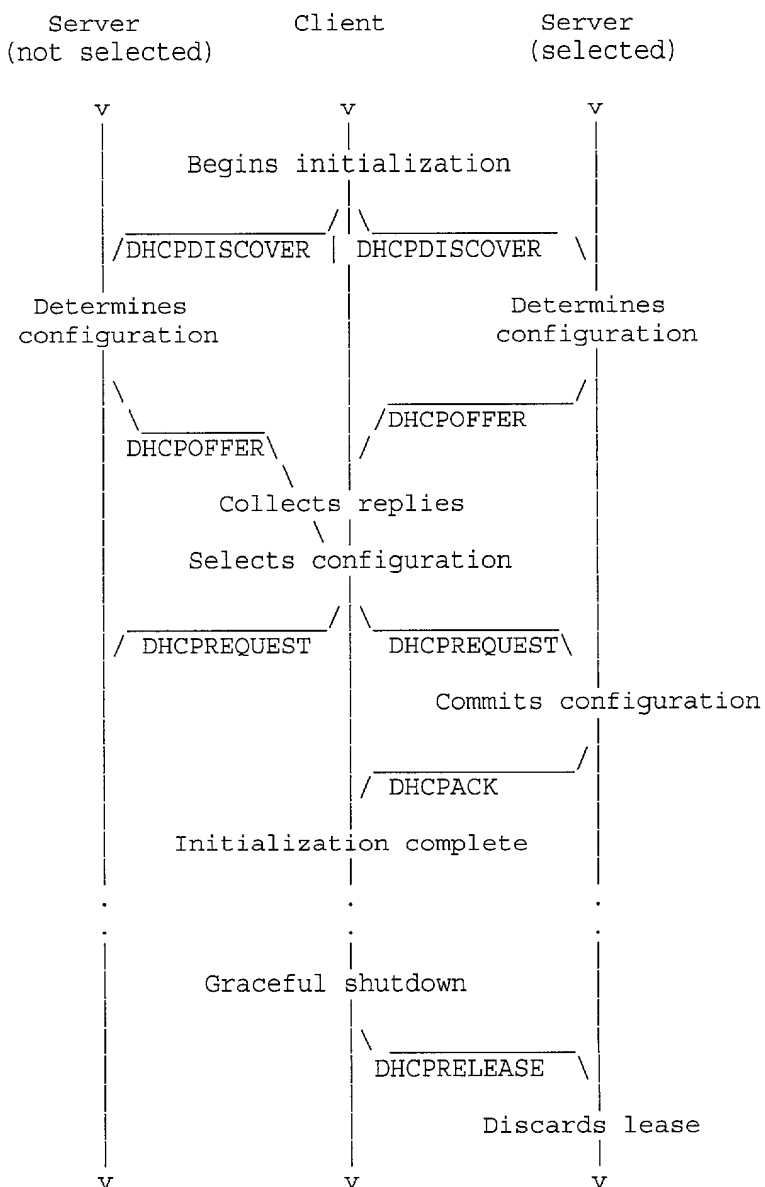 Server Client Server
(not selected) (selected)
v v v
Begins initialization
DHCPDISCOVER DHCPDISCOVER
Determines Determines
configuration configuration
DHCPOFFER
DHCPOFFER
Collects replies
Selects configuration
DHCPREQUEST DHCPREQUEST
Commits configuration
DHCPACK
Initialization complete
. . .
. . .
Graceful shutdown
DHCPRELEASE
Discards lease
v v v